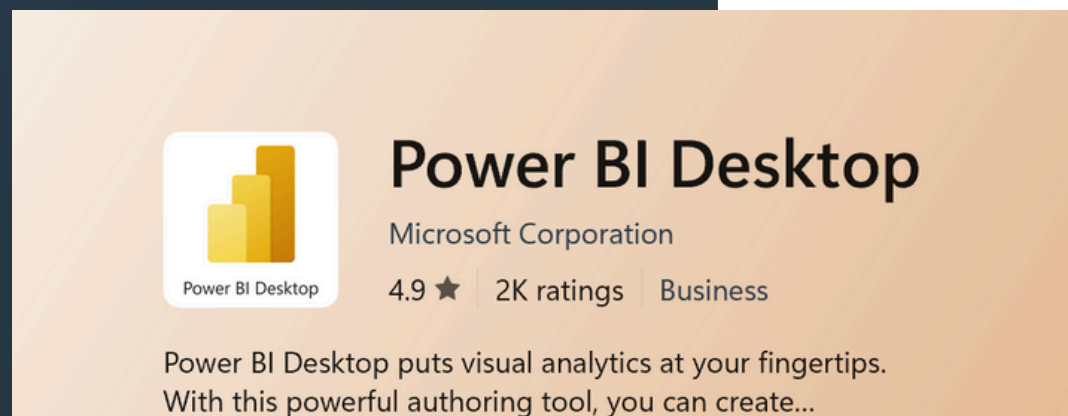 Power BI Desktop
Power BI Desktop
Microsoft Corporation
4.9 ★ 2K ratings Business
Power BI Desktop puts visual analytics at your fingertips.
With this powerful authoring tool, you can create...